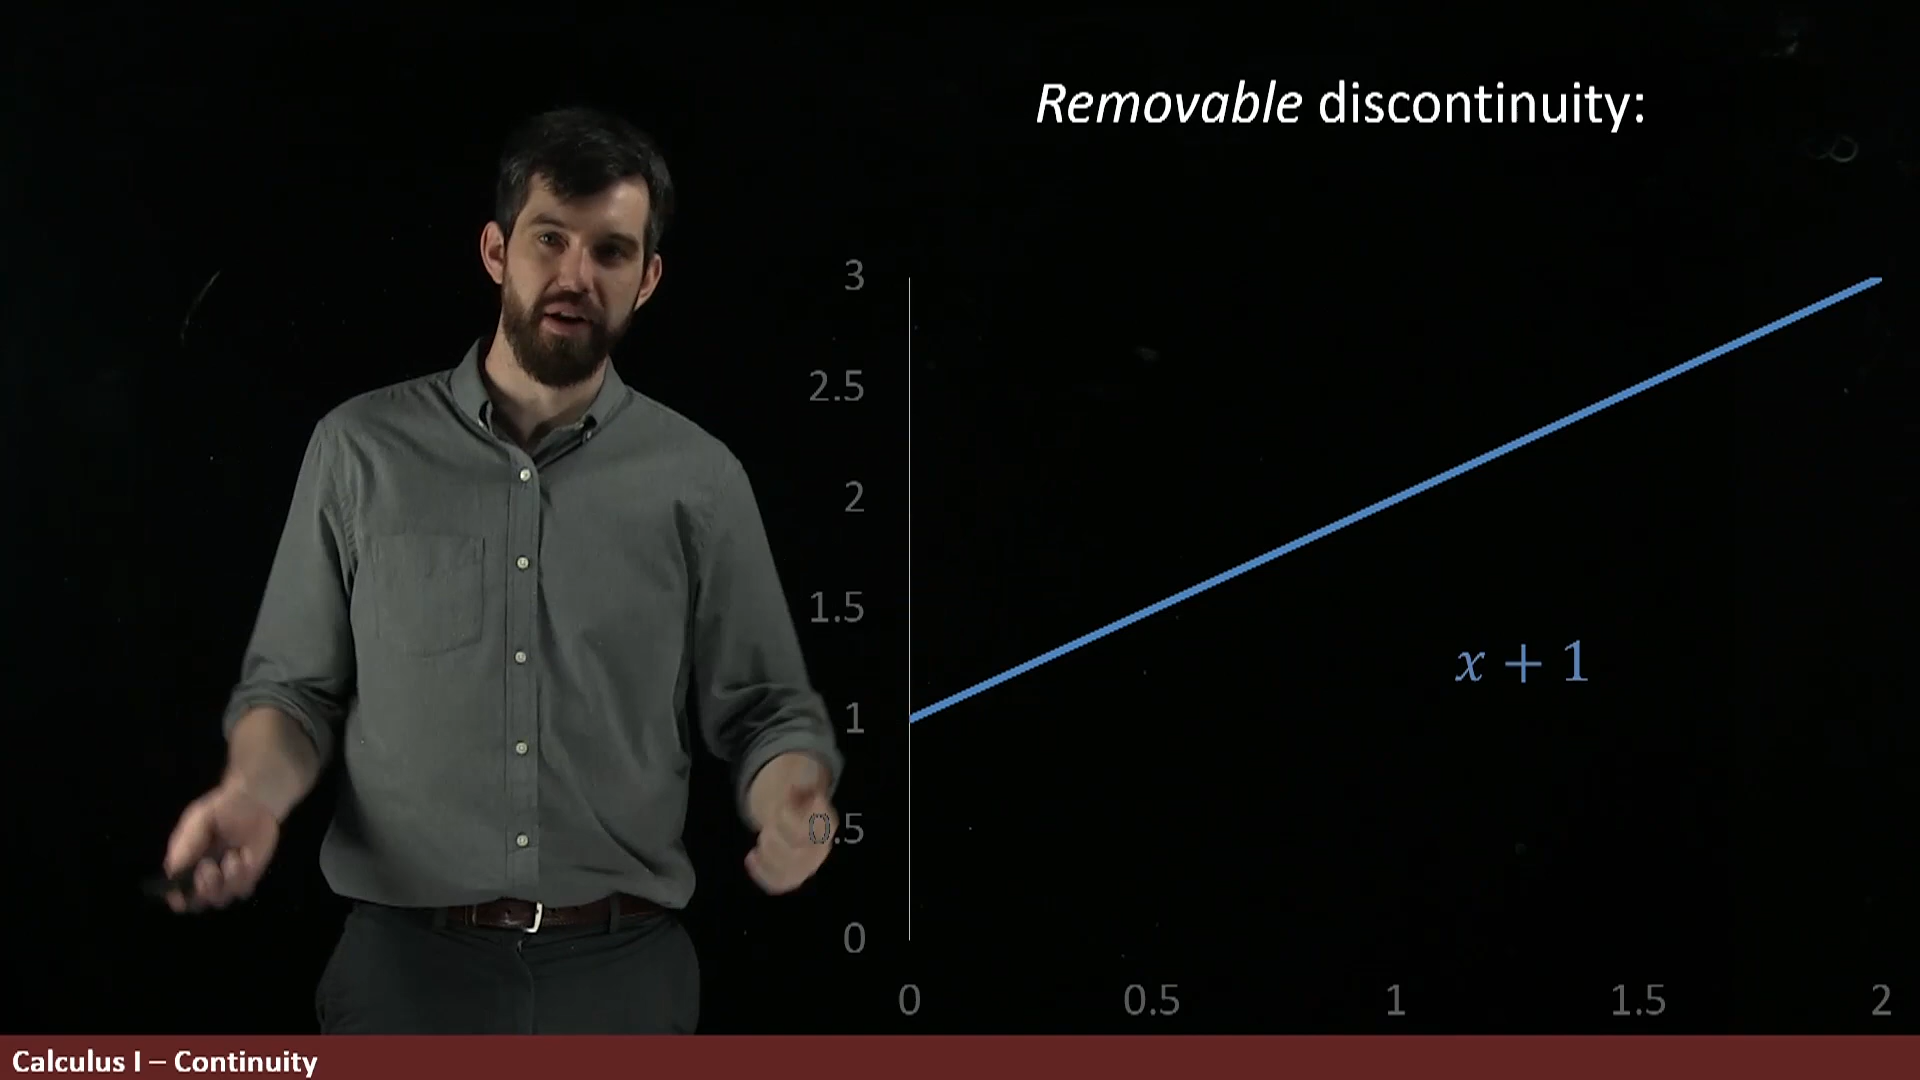 Removable discontinuity:
3
2.5
2
1.5
1
0.5
0
x + 1
0 0.5 1 1.5 2
Calculus I – Continuity